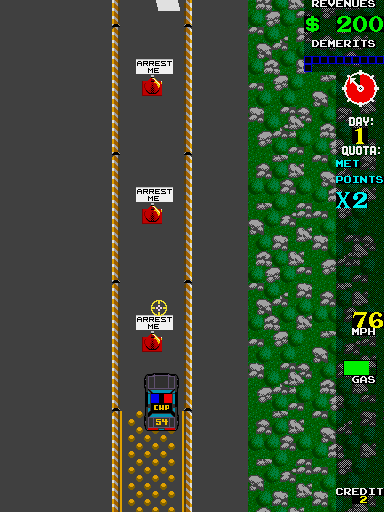 REVENUES
$ 200
DEMERITS
ARREST
ME
DAY:
1
QUOTA:
MET
POINTS
X2
ARREST
ME
ARREST
ME
76
MPH
GAS
CHP
54
CREDIT
2